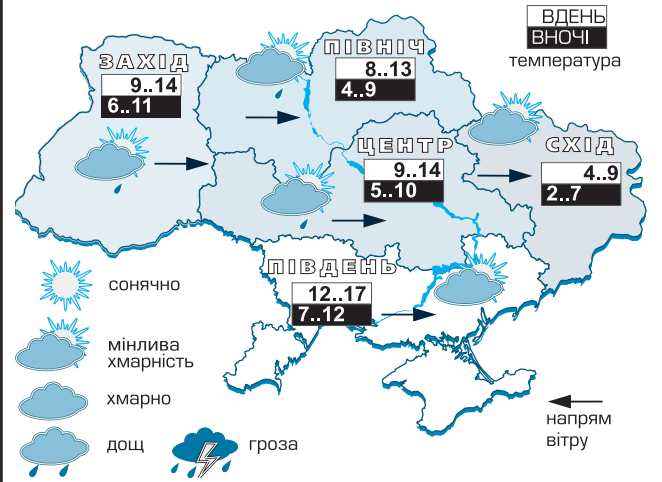 ВДЕНЬ
ВНОЧІ
температура
ПІВНІЧ
8..13
4..9
ЗАХІД
9..14
6..11
ЦЕНТР
9..14
5..10
СХІД
4..9
2..7
ПІВДЕНЬ
12..17
7..12
сонячно
мінлива
хмарність
хмарно
дощ
гроза
напрям
вітру